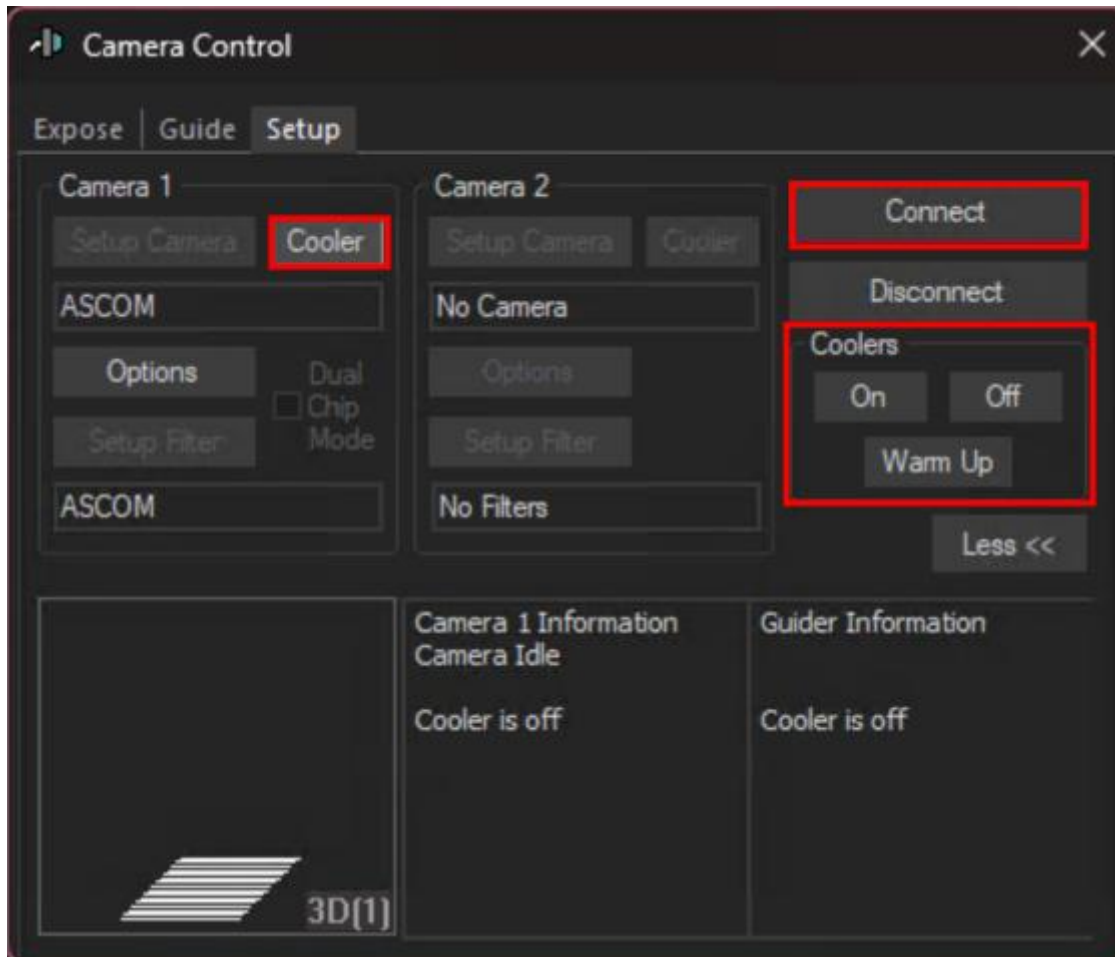 Camera Control
Expose Guide Setup
Camera 1
Setup Camera Cooler
ASCOM
Options
Dual Chip Mode
Setup Filter
ASCOM
Camera 2
Setup Camera Cooler
No Camera
Options
Setup Filter
No Filters
Connect
Disconnect
Coolers
On Off
Warm Up
Less <<
3D(1)
Camera 1 Information
Camera Idle
Cooler is off
Guider Information
Cooler is off